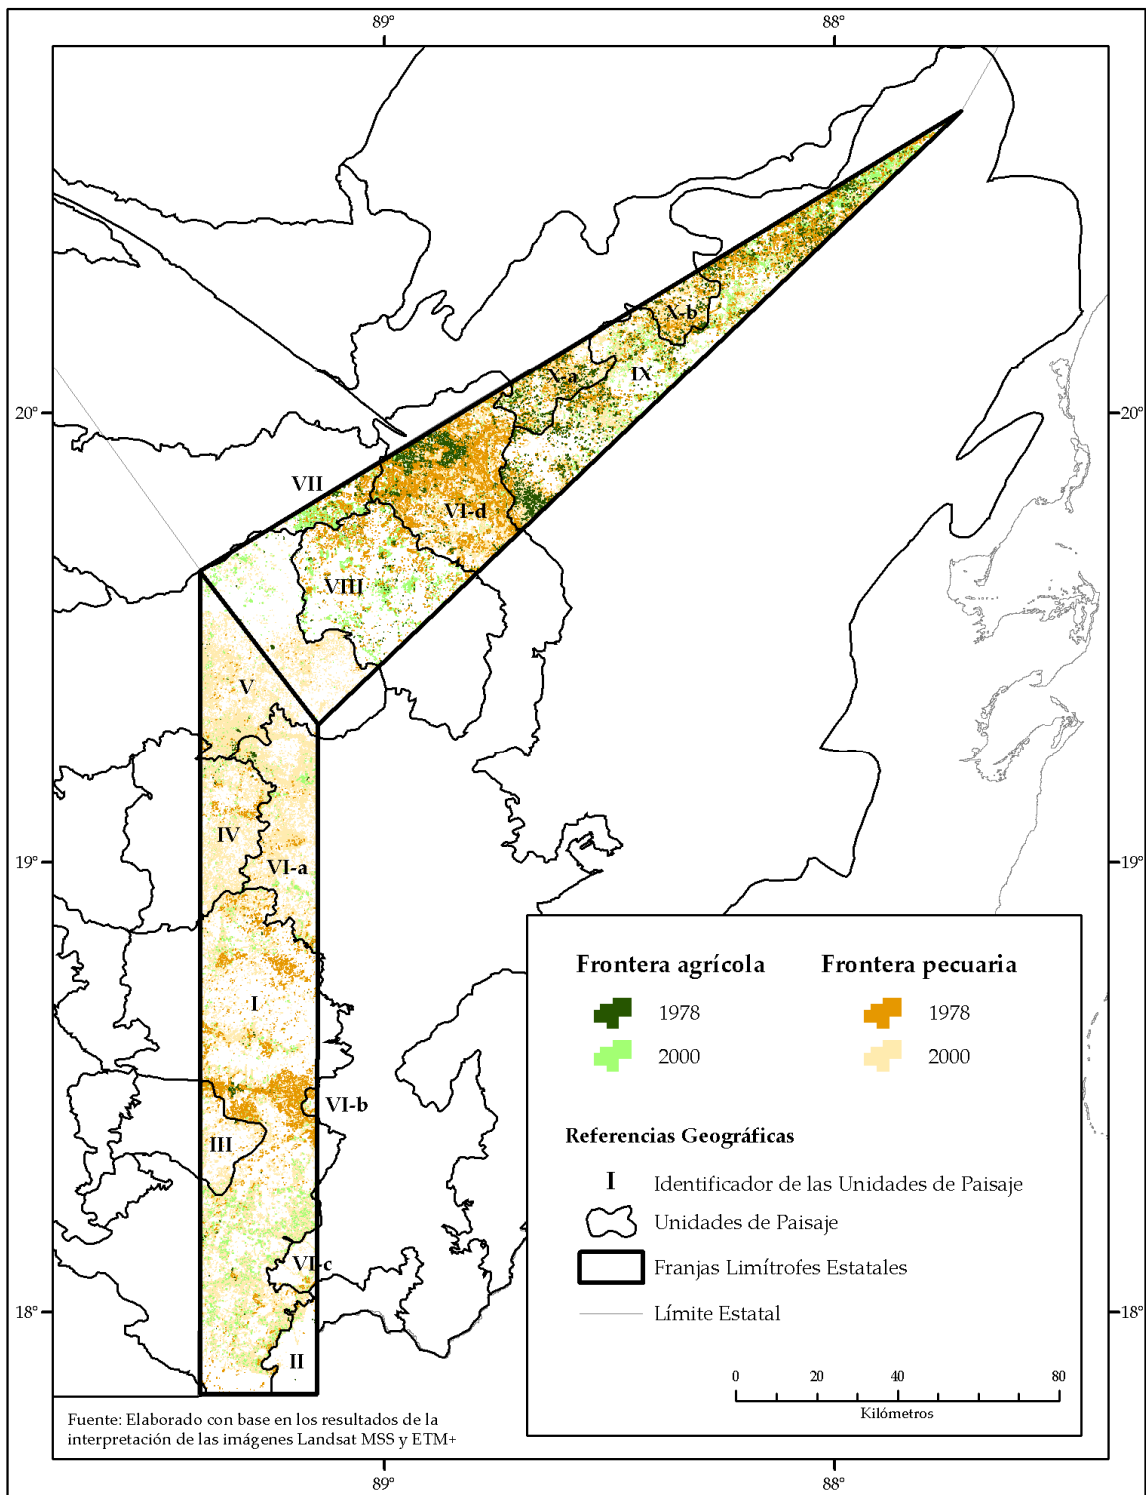 89°
88°
20°
20°
19°
19°
18°
18°
89°
88°
X-b
IX
X-a
VII
VI-d
VIII
V
IV
VI-a
I
VI-b
III
VI-c
II
Frontera agrícola
1978
2000
Frontera pecuaria
1978
2000
Referencias Geográficas
I Identificador de las Unidades de Paisaje
Unidades de Paisaje
Franjas Limítrofes Estatales
Límite Estatal
0 20 40 80
Kilómetros
Fuente: Elaborado con base en los resultados de la
interpretación de las imágenes Landsat MSS y ETM+